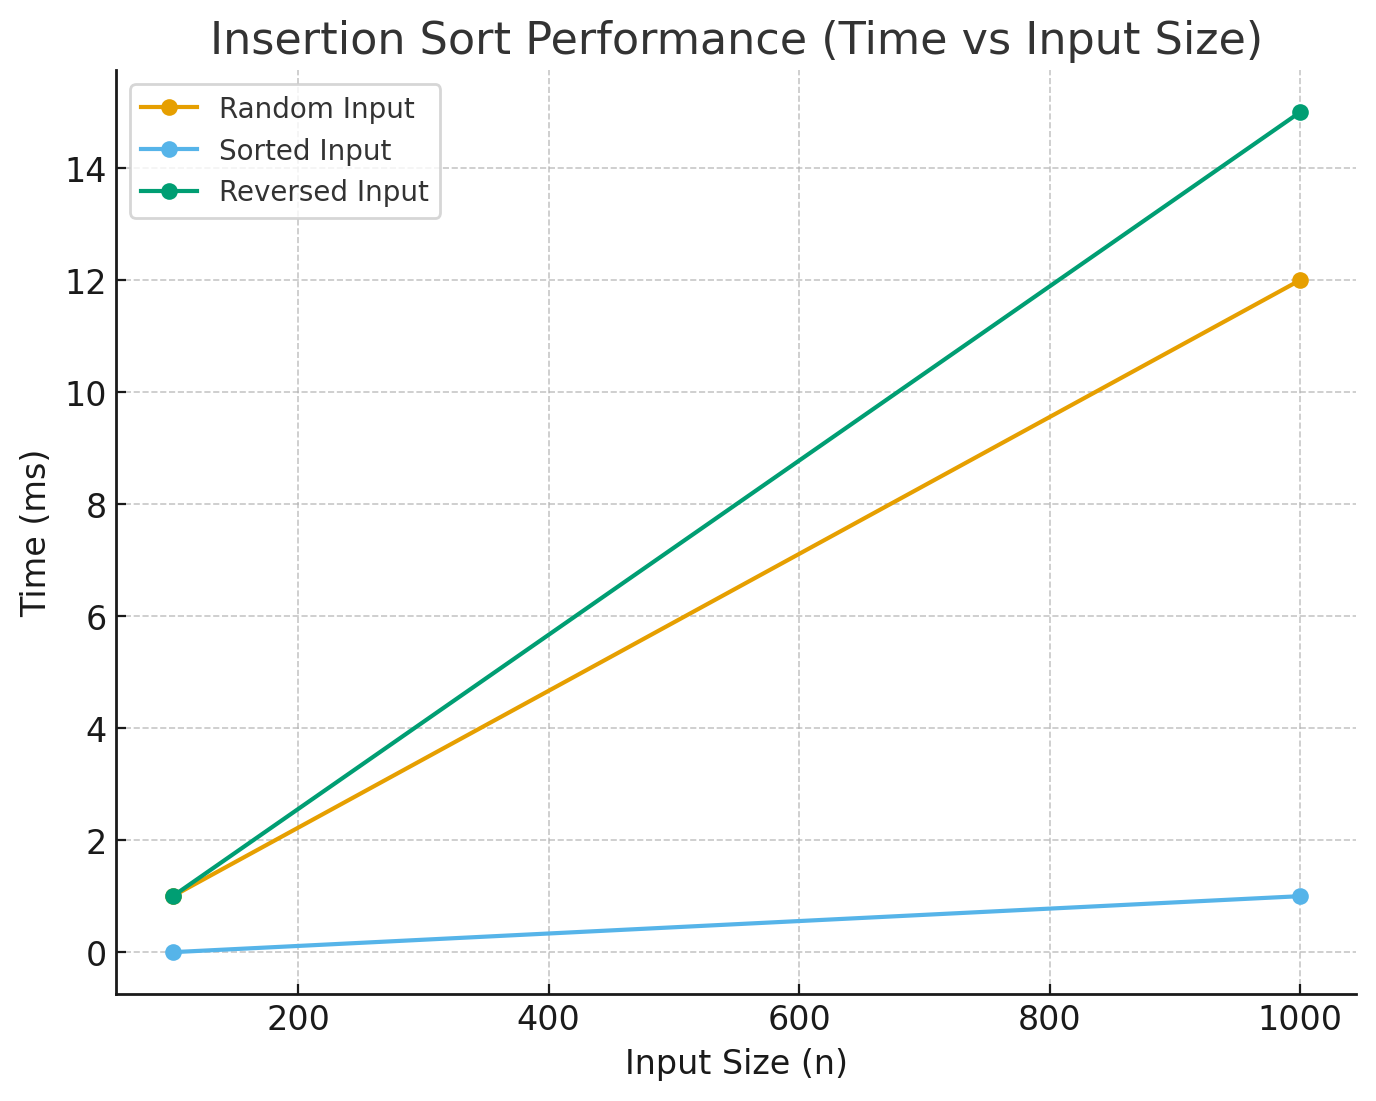 Insertion Sort Performance (Time vs Input Size)
Random Input
Sorted Input
Reversed Input
14
12
10
8
6
4
2
0
Time (ms)
200 400 600 800 1000
Input Size (n)